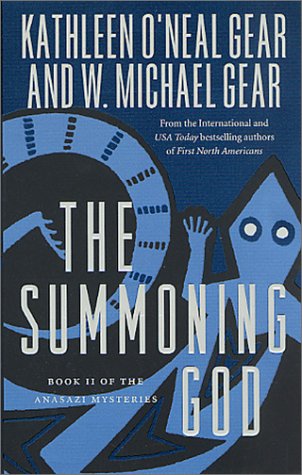 KATHLEEN O'NEAL GEAR
AND W. MICHAEL GEAR
From the International and
USA Today bestselling authors
of First North Americans
THE
SUMMONING
GOD
BOOK II OF THE
ANASAZI MYSTERIES